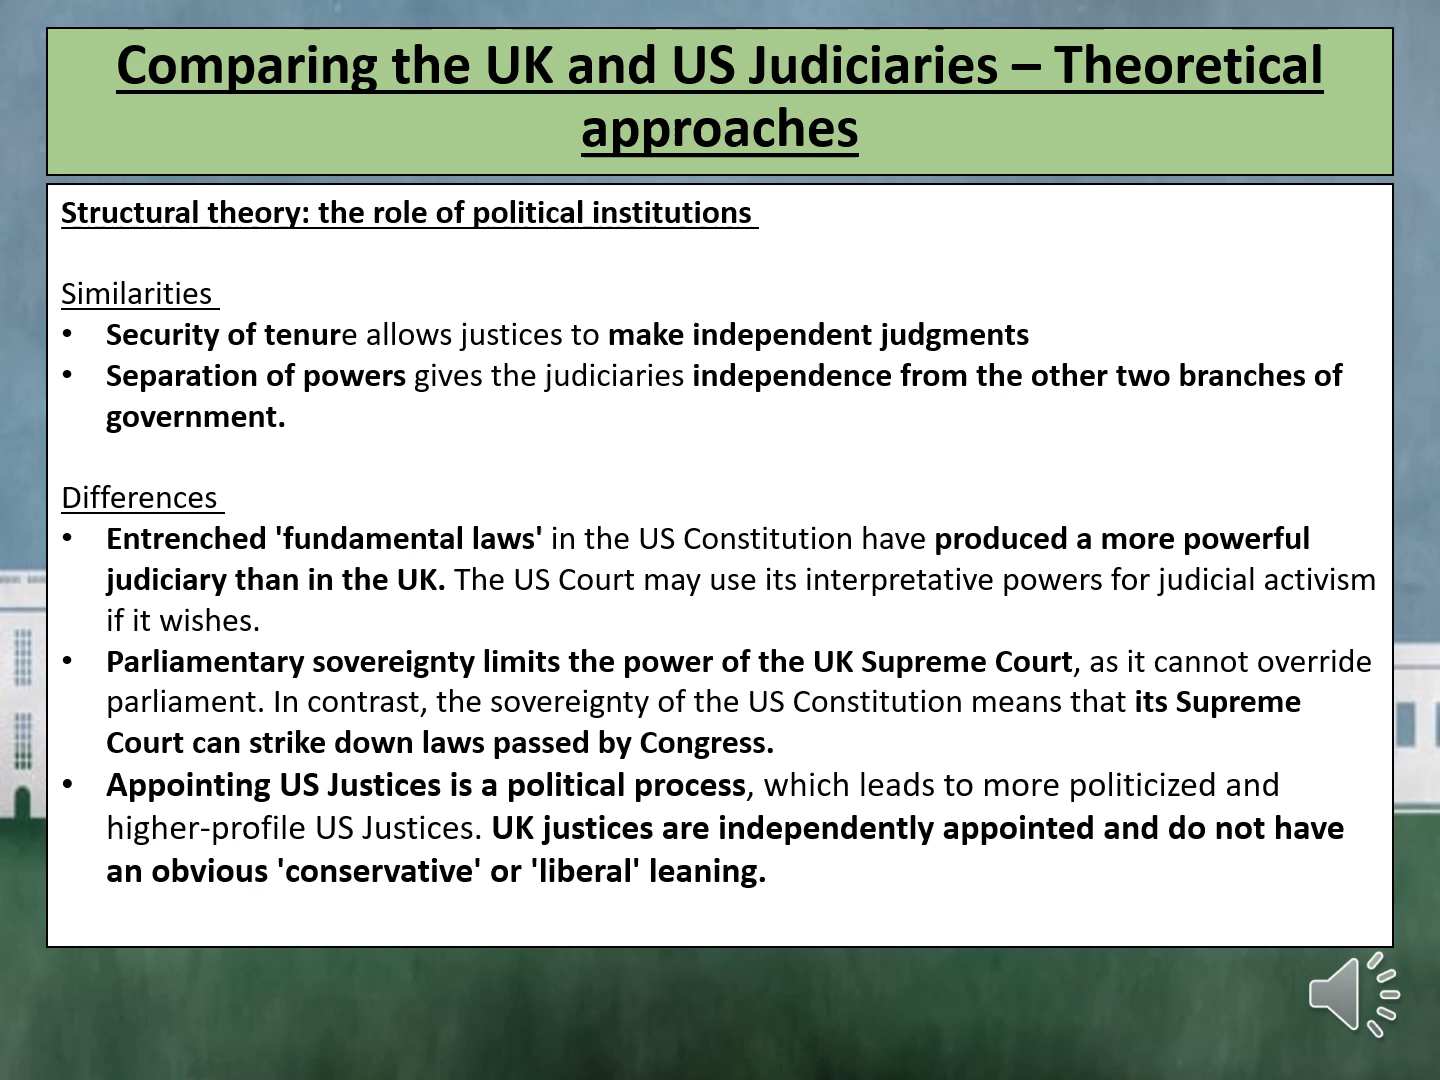 Comparing the UK and US Judiciaries – Theoretical
approaches
Structural theory: the role of political institutions
Similarities
• Security of tenure allows justices to make independent judgments
• Separation of powers gives the judiciaries independence from the other two branches of
government.
Differences
• Entrenched 'fundamental laws' in the US Constitution have produced a more powerful
judiciary than in the UK. The US Court may use its interpretative powers for judicial activism
if it wishes.
• Parliamentary sovereignty limits the power of the UK Supreme Court, as it cannot override
parliament. In contrast, the sovereignty of the US Constitution means that its Supreme
Court can strike down laws passed by Congress.
• Appointing US Justices is a political process, which leads to more politicized and
higher-profile US Justices. UK justices are independently appointed and do not have
an obvious 'conservative' or 'liberal' leaning.